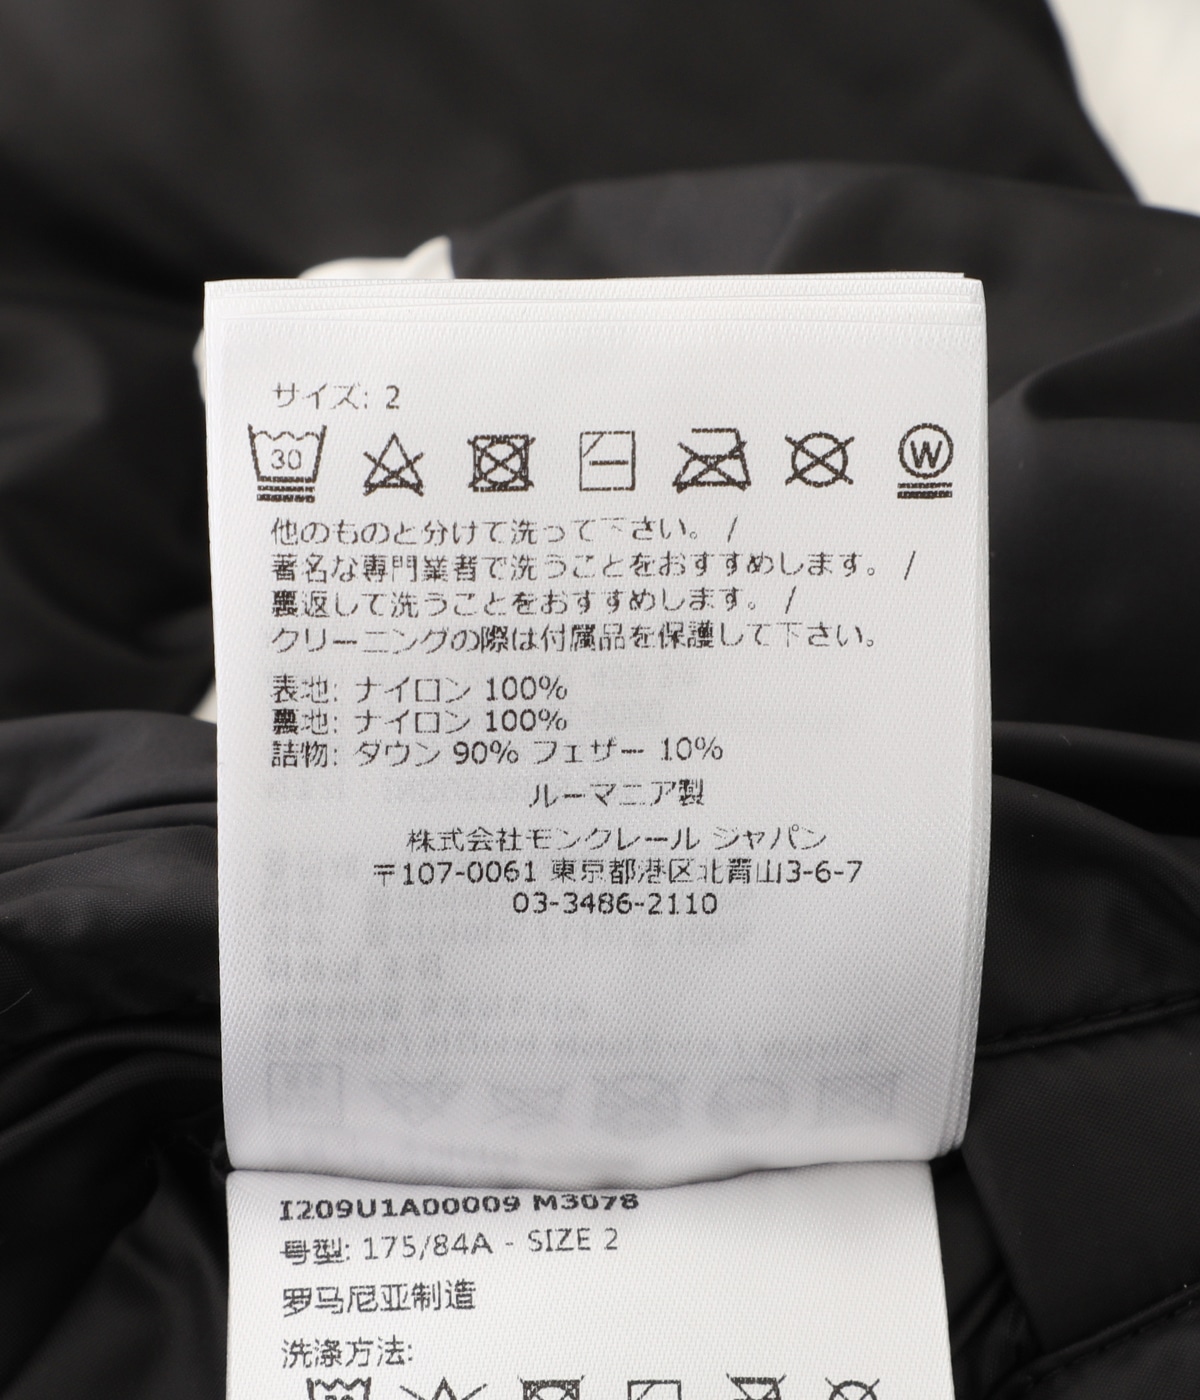 サイズ: 2
30
W
他のものと分けて洗って下さい。 /
著名な専門業者で洗うことをおすすめします。 /
裏返して洗うことをおすすめします。 /
クリーニングの際は付属品を保護して下さい。
表地: ナイロン 100%
裏地: ナイロン 100%
詰物: ダウン 90% フェザー 10%
ルーマニア製
株式会社モンクレール ジャパン
〒107-0061 東京都港区北青山3-6-7
03-3486-2110
I209U1A00009 M3078
号型: 175/84A - SIZE 2
罗马尼亚制造
洗涤方法: